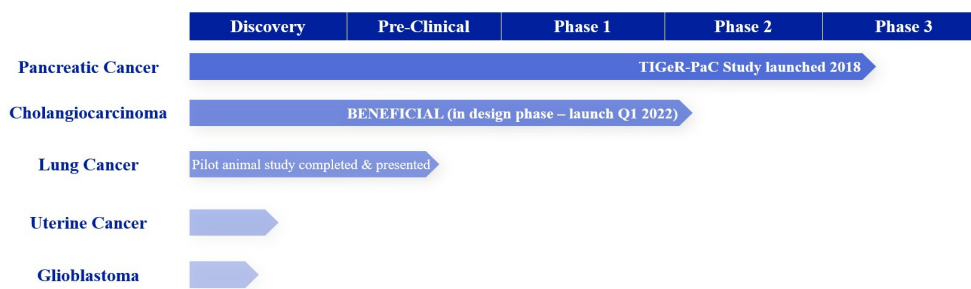 Discovery Pre-Clinical Phase 1 Phase 2 Phase 3
Pancreatic Cancer TIGeR-PaC Study launched 2018
Cholangiocarcinoma BENEFICIAL (in design phase – launch Q1 2022)
Lung Cancer Pilot animal study completed & presented
Uterine Cancer
Glioblastoma